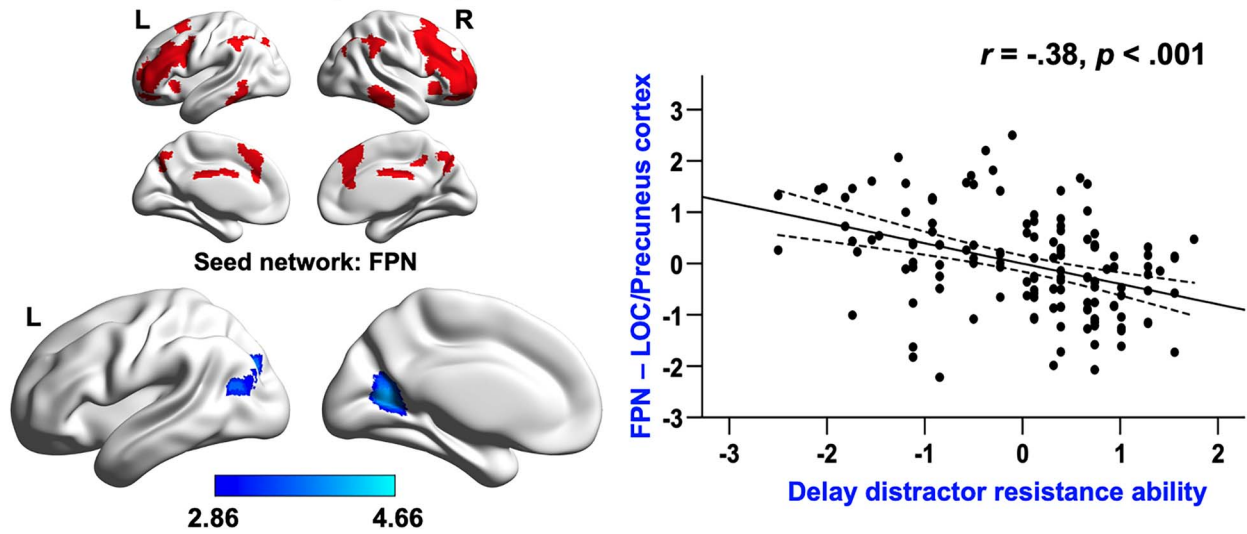 L
R
Seed network: FPN
L
2.86
4.66
r = -.38, p < .001
FPN – LOC/Precuneus cortex
3
2
1
0
-1
-2
-3
-3
-2
-1
0
1
2
Delay distractor resistance ability